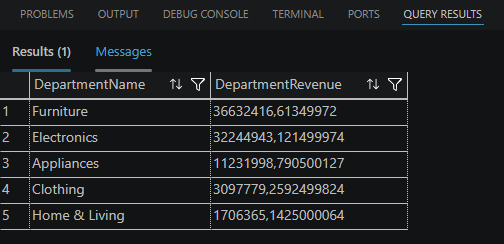 PROBLEMS OUTPUT DEBUG CONSOLE TERMINAL PORTS QUERY RESULTS
Results (1) Messages
DepartmentName DepartmentRevenue
1 Furniture 36632416,61349972
2 Electronics 32244943,121499974
3 Appliances 11231998,790500127
4 Clothing 3097779,2592499824
5 Home & Living 1706365,1425000064